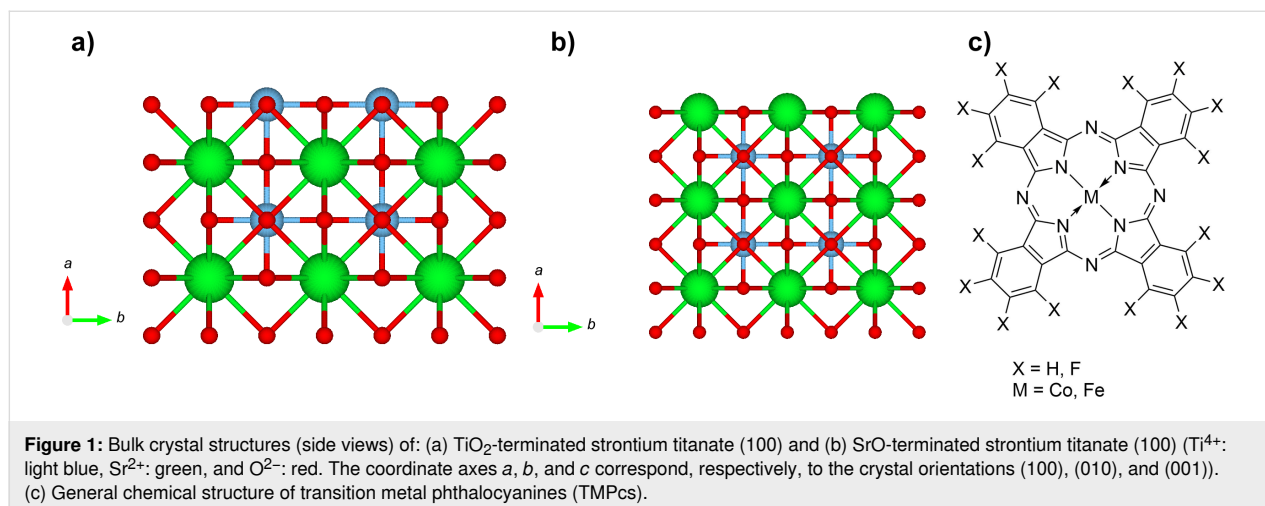 a)
b)
c)
a
b
a
b
X
X
X
X
X
X
N
X
X
N
N
N
M
N
N
N
X
N
X
X
X
X
X
X
X
X = H, F
M = Co, Fe
Figure 1: Bulk crystal structures (side views) of: (a) TiO2-terminated strontium titanate (100) and (b) SrO-terminated strontium titanate (100) (Ti4+:
light blue, Sr2+: green, and O2−: red. The coordinate axes a, b, and c correspond, respectively, to the crystal orientations (100), (010), and (001)).
(c) General chemical structure of transition metal phthalocyanines (TMPcs).